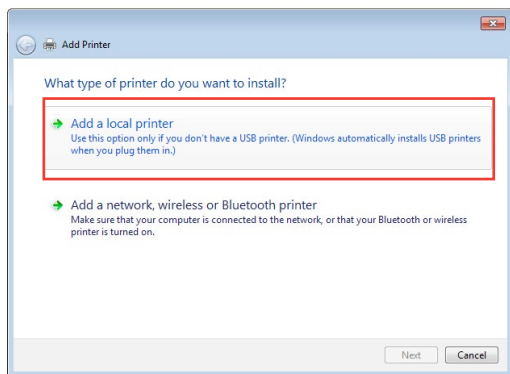 Add Printer
What type of printer do you want to install?
Add a local printer
Use this option only if you don't have a USB printer. (Windows automatically installs USB printers
when you plug them in.)
Add a network, wireless or Bluetooth printer
Make sure that your computer is connected to the network, or that your Bluetooth or wireless
printer is turned on.
Next Cancel